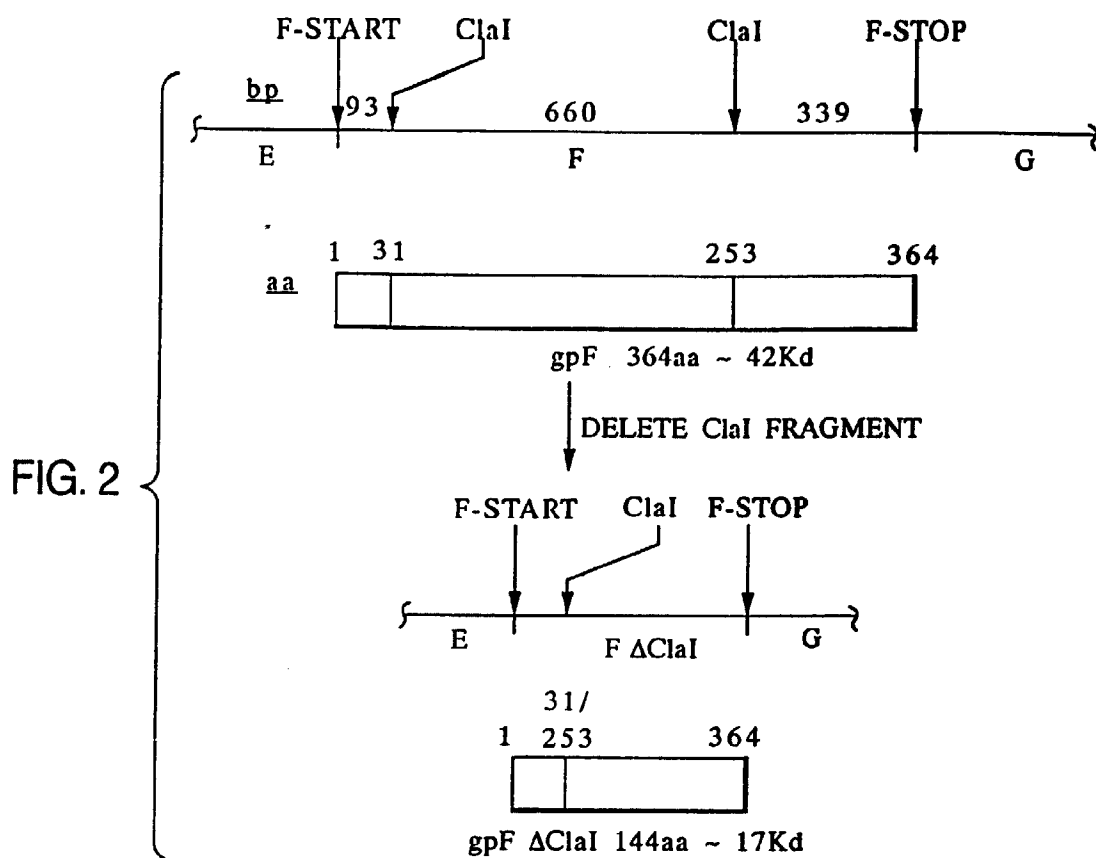 F-START ClaI ClaI F-STOP
bp 93 660 339
E F G
1 31 253 364
aa
gpF 364aa ~ 42Kd
DELETE ClaI FRAGMENT
FIG. 2
F-START ClaI F-STOP
E F ΔClaI G
31/
1 253 364
gpF ΔClaI 144aa ~ 17Kd